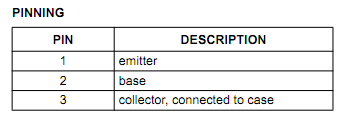 PINNING
PIN DESCRIPTION
1 emitter
2 base
3 collector, connected to case